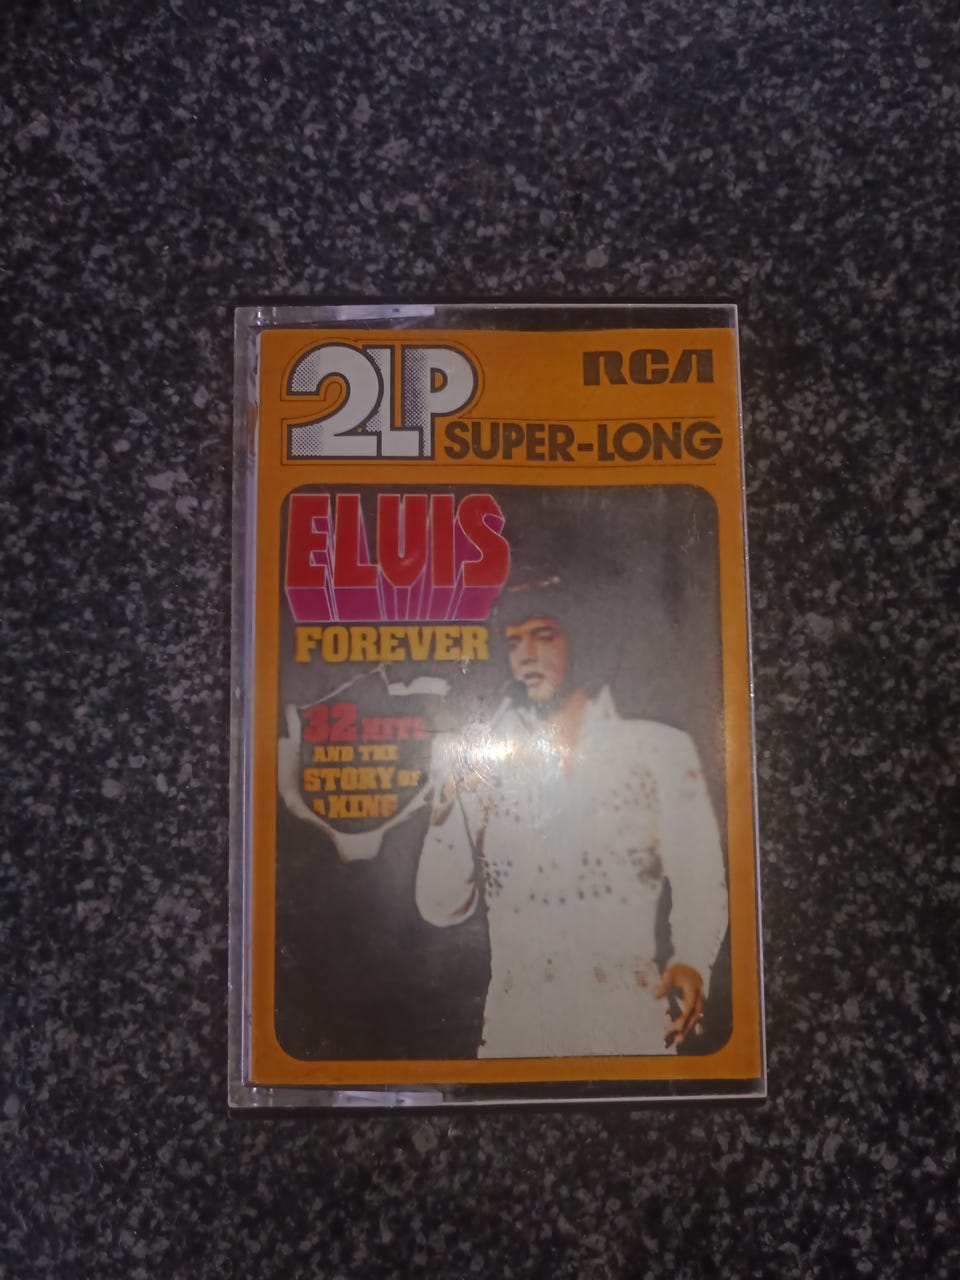 2LP
RCA
SUPER-LONG
ELVIS
FOREVER
32 HITS
AND THE
STORY OF
A KING